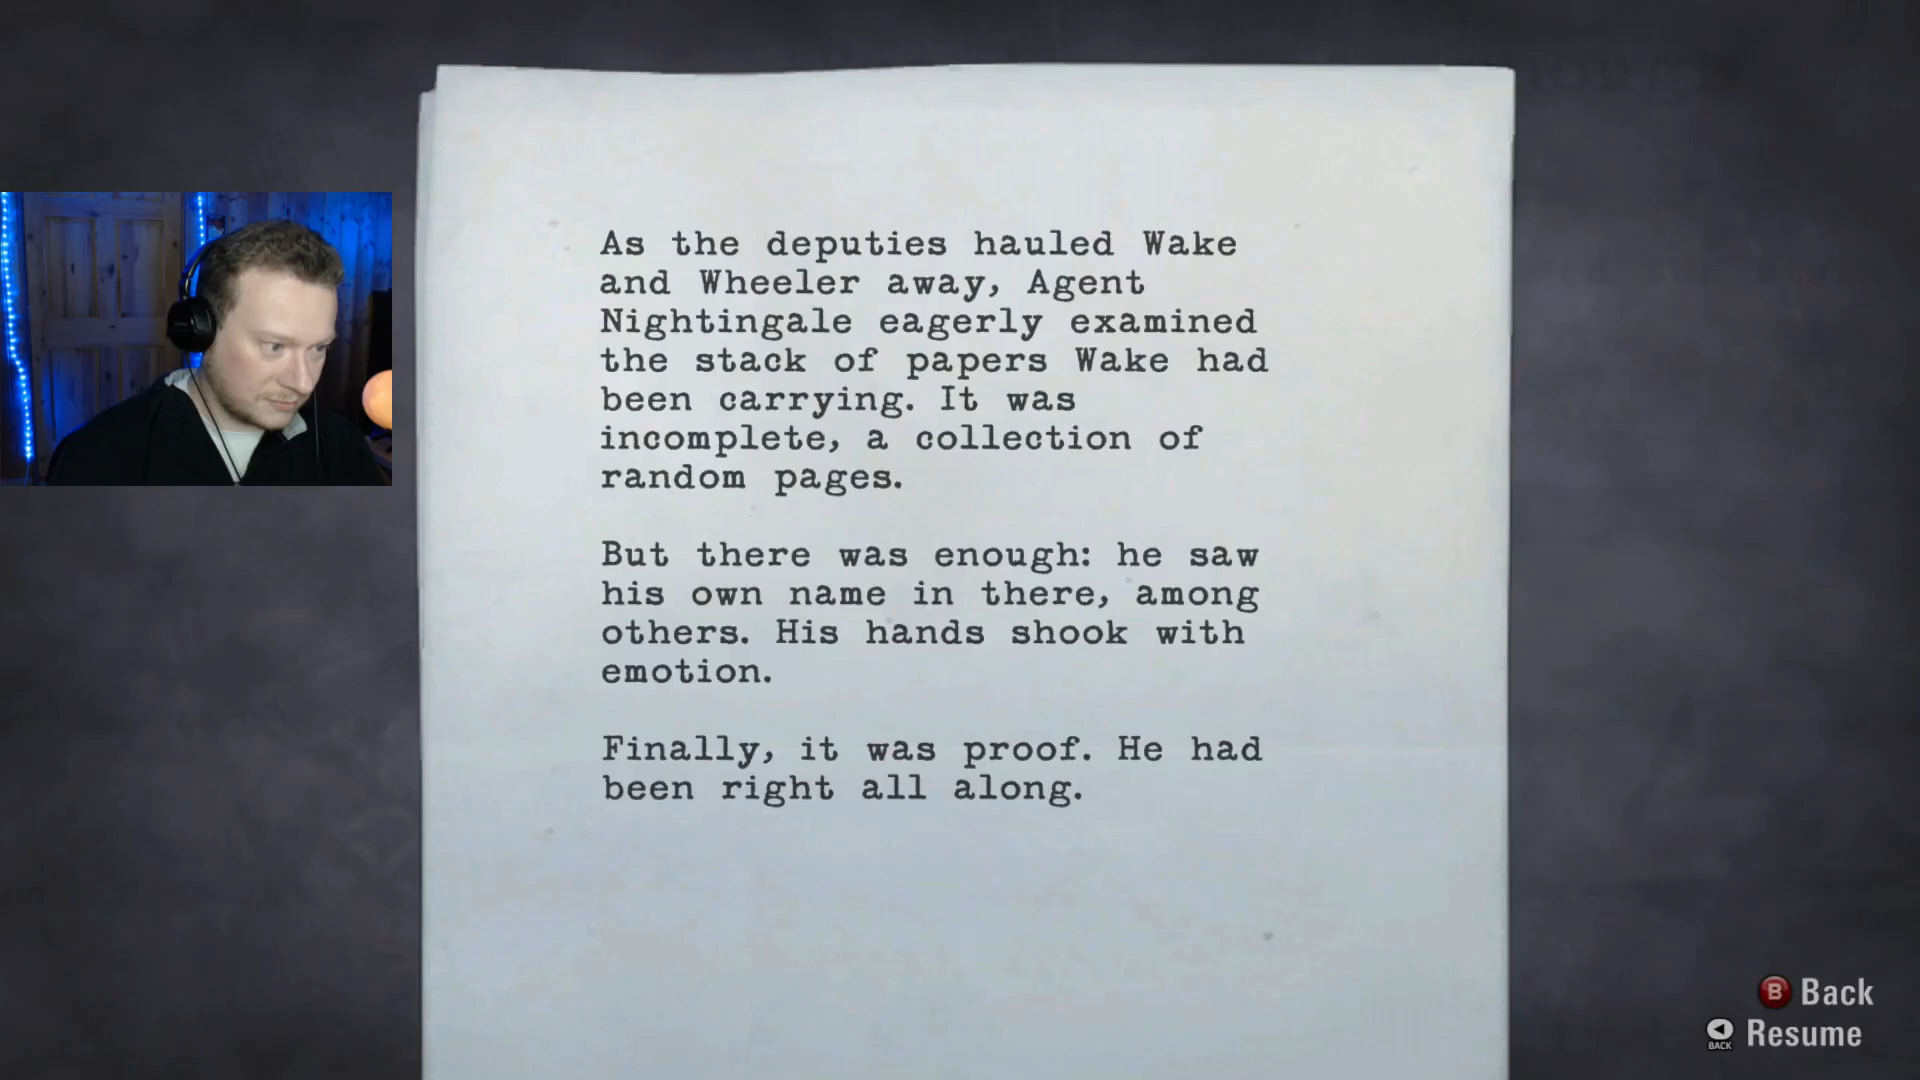 As the deputies hauled Wake
and Wheeler away, Agent
Nightingale eagerly examined
the stack of papers Wake had
been carrying. It was
incomplete, a collection of
random pages.
But there was enough: he saw
his own name in there, among
others. His hands shook with
emotion.
Finally, it was proof. He had
been right all along.
B Back
BACK Resume